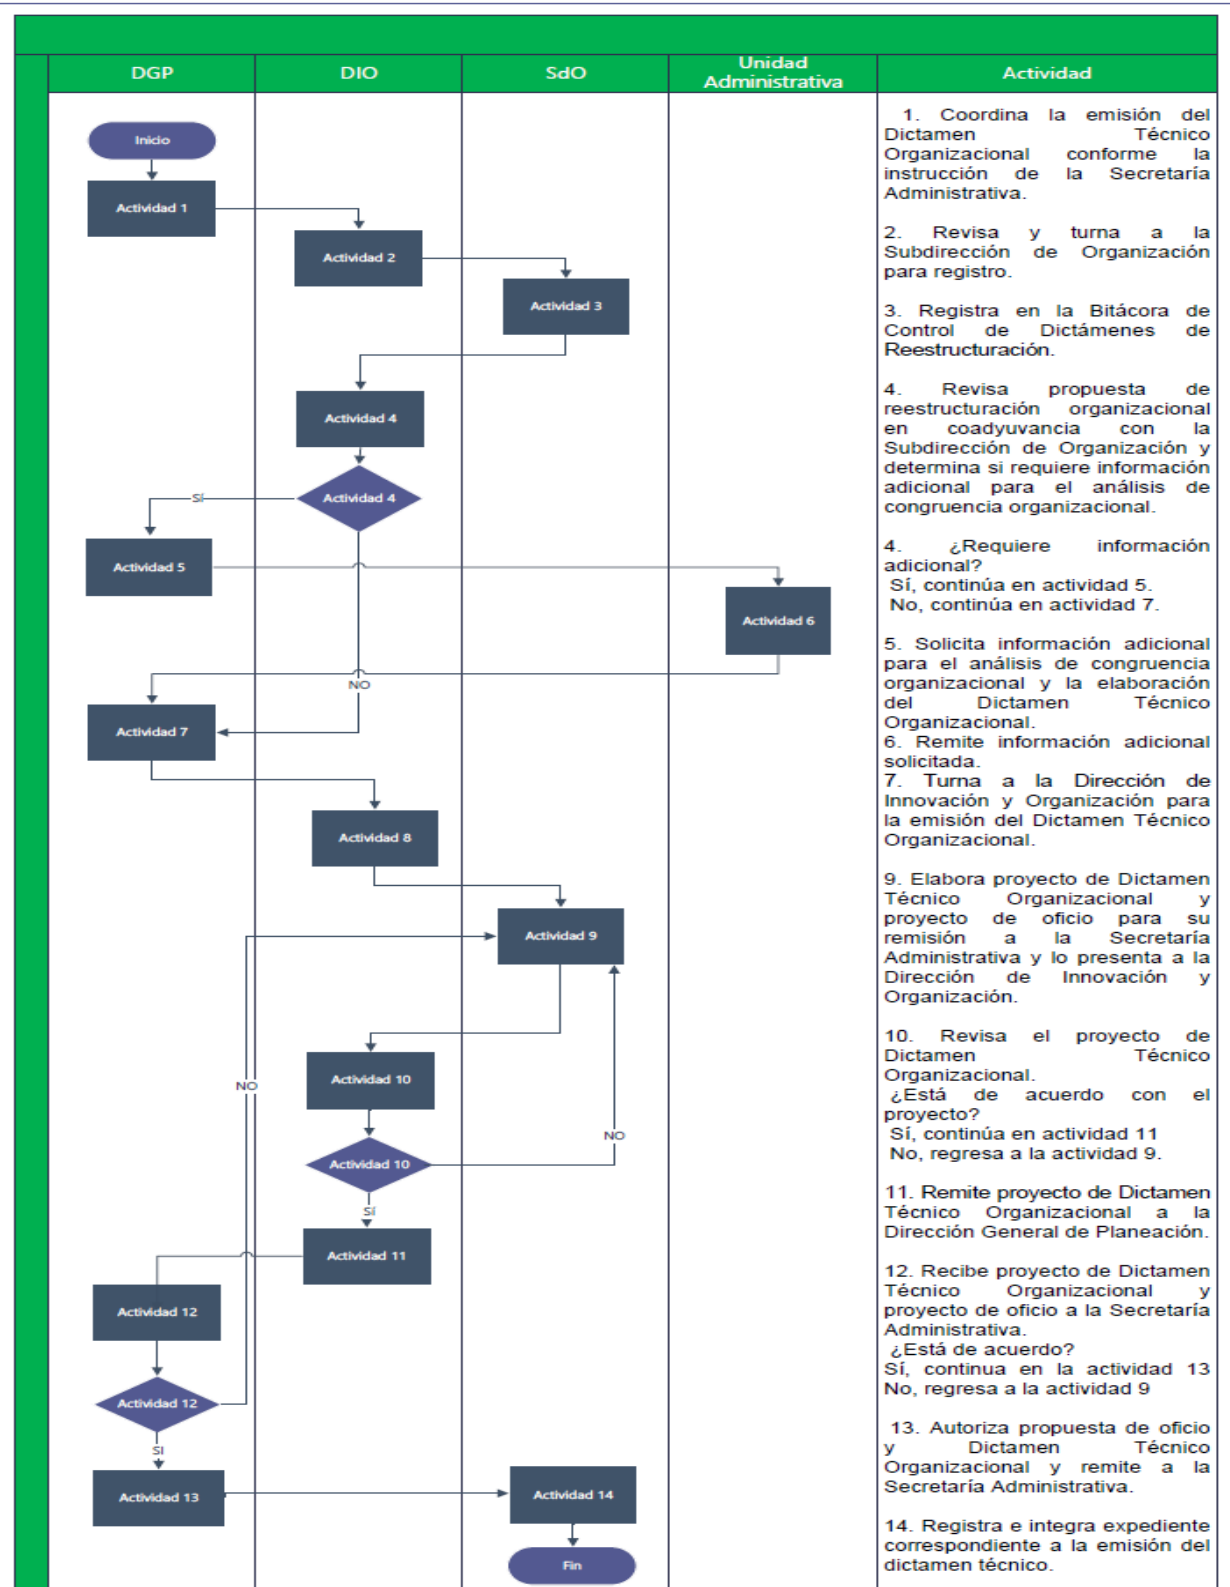 DGP
DIO
SdO
Unidad
Administrativa
Actividad
Inicio
Actividad 1
Actividad 2
Actividad 3
Actividad 4
Actividad 4
Sí
Actividad 5
Actividad 6
NO
Actividad 7
Actividad 8
Actividad 9
NO
Actividad 10
NO
Actividad 10
Sí
Actividad 11
Actividad 12
Actividad 12
SI
Actividad 13
Actividad 14
Fin
1. Coordina la emisión del
Dictamen Técnico
Organizacional conforme la
instrucción de la Secretaría
Administrativa.
2. Revisa y turna a la
Subdirección de Organización
para registro.
3. Registra en la Bitácora de
Control de Dictámenes de
Reestructuración.
4. Revisa propuesta de
reestructuración organizacional
en coadyuvancia con la
Subdirección de Organización y
determina si requiere información
adicional para el análisis de
congruencia organizacional.
4. ¿Requiere información
adicional?
Sí, continúa en actividad 5.
No, continúa en actividad 7.
5. Solicita información adicional
para el análisis de congruencia
organizacional y la elaboración
del Dictamen Técnico
Organizacional.
6. Remite información adicional
solicitada.
7. Turna a la Dirección de
Innovación y Organización para
la emisión del Dictamen Técnico
Organizacional.
9. Elabora proyecto de Dictamen
Técnico Organizacional y
proyecto de oficio para su
remisión a la Secretaría
Administrativa y lo presenta a la
Dirección de Innovación y
Organización.
10. Revisa el proyecto de
Dictamen Técnico
Organizacional.
¿Está de acuerdo con el
proyecto?
Sí, continúa en actividad 11
No, regresa a la actividad 9.
11. Remite proyecto de Dictamen
Técnico Organizacional a la
Dirección General de Planeación.
12. Recibe proyecto de Dictamen
Técnico Organizacional y
proyecto de oficio a la Secretaría
Administrativa.
¿Está de acuerdo?
Sí, continua en la actividad 13
No, regresa a la actividad 9
13. Autoriza propuesta de oficio
y Dictamen Técnico
Organizacional y remite a la
Secretaría Administrativa.
14. Registra e integra expediente
correspondiente a la emisión del
dictamen técnico.